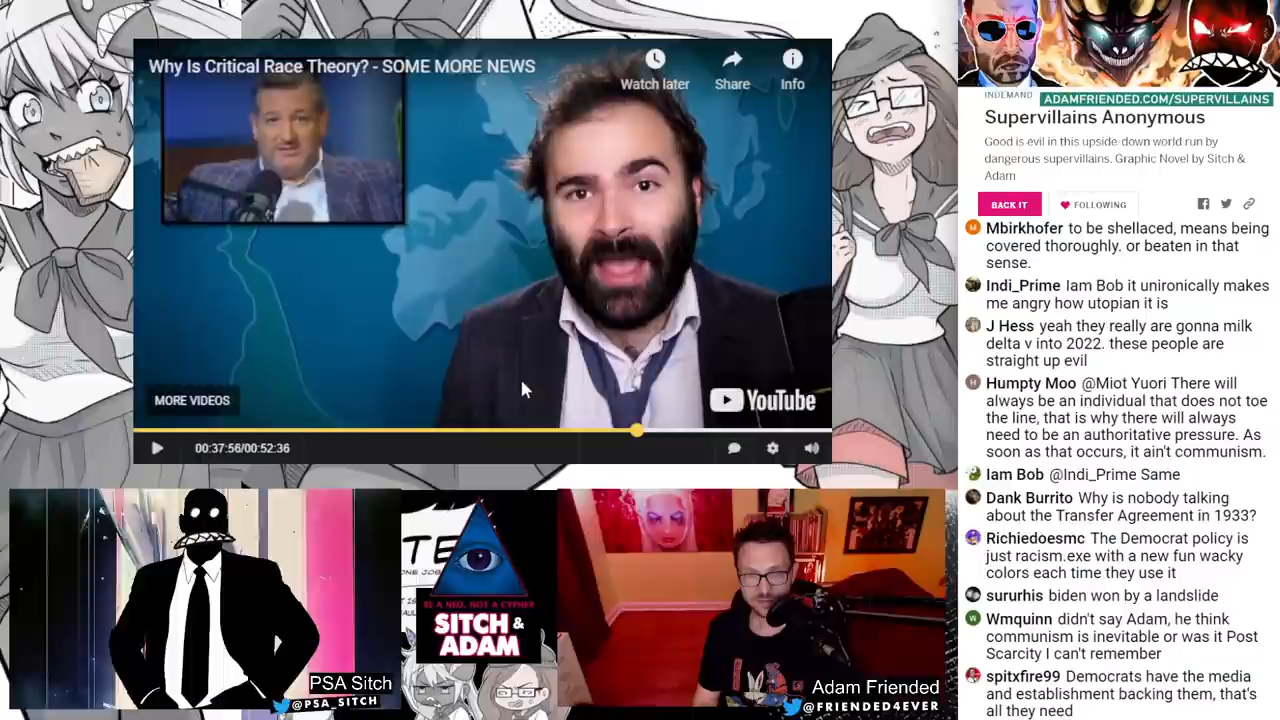 Why Is Critical Race Theory? - SOME MORE NEWS
Watch later
Share
Info
MORE VIDEOS
YouTube
00:37:56/00:52:36
INDEMAND
ADAMFRIENDED.COM/SUPERVILLAINS
Supervillains Anonymous
Good is evil in this upside-down world run by
dangerous supervillains. Graphic Novel by Sitch &
Adam
BACK IT
FOLLOWING
Mbirkhofer to be shellaced, means being
covered thoroughly. or beaten in that
sense.
Indi_Prime Iam Bob it unironically makes
me angry how utopian it is
J Hess yeah they really are gonna milk
delta v into 2022. these people are
straight up evil
Humpty Moo @Miot Yuori There will
always be an individual that does not toe
the line, that is why there will always
need to be an authoritative pressure. As
soon as that occurs, it ain't communism.
Iam Bob @Indi_Prime Same
Dank Burrito Why is nobody talking
about the Transfer Agreement in 1933?
Richiedoesmc The Democrat policy is
just racism.exe with a new fun wacky
colors each time they use it
sururhis biden won by a landslide
Wmquinn didn't say Adam, he think
communism is inevitable or was it Post
Scarcity I can't remember
spitxfire99 Democrats have the media
and establishment backing them, that's
all they need
BE A NEO, NOT A CYPHER
SITCH &
ADAM
PSA Sitch
@PSA_SITCH
Adam Friended
@FRIENDED4EVER